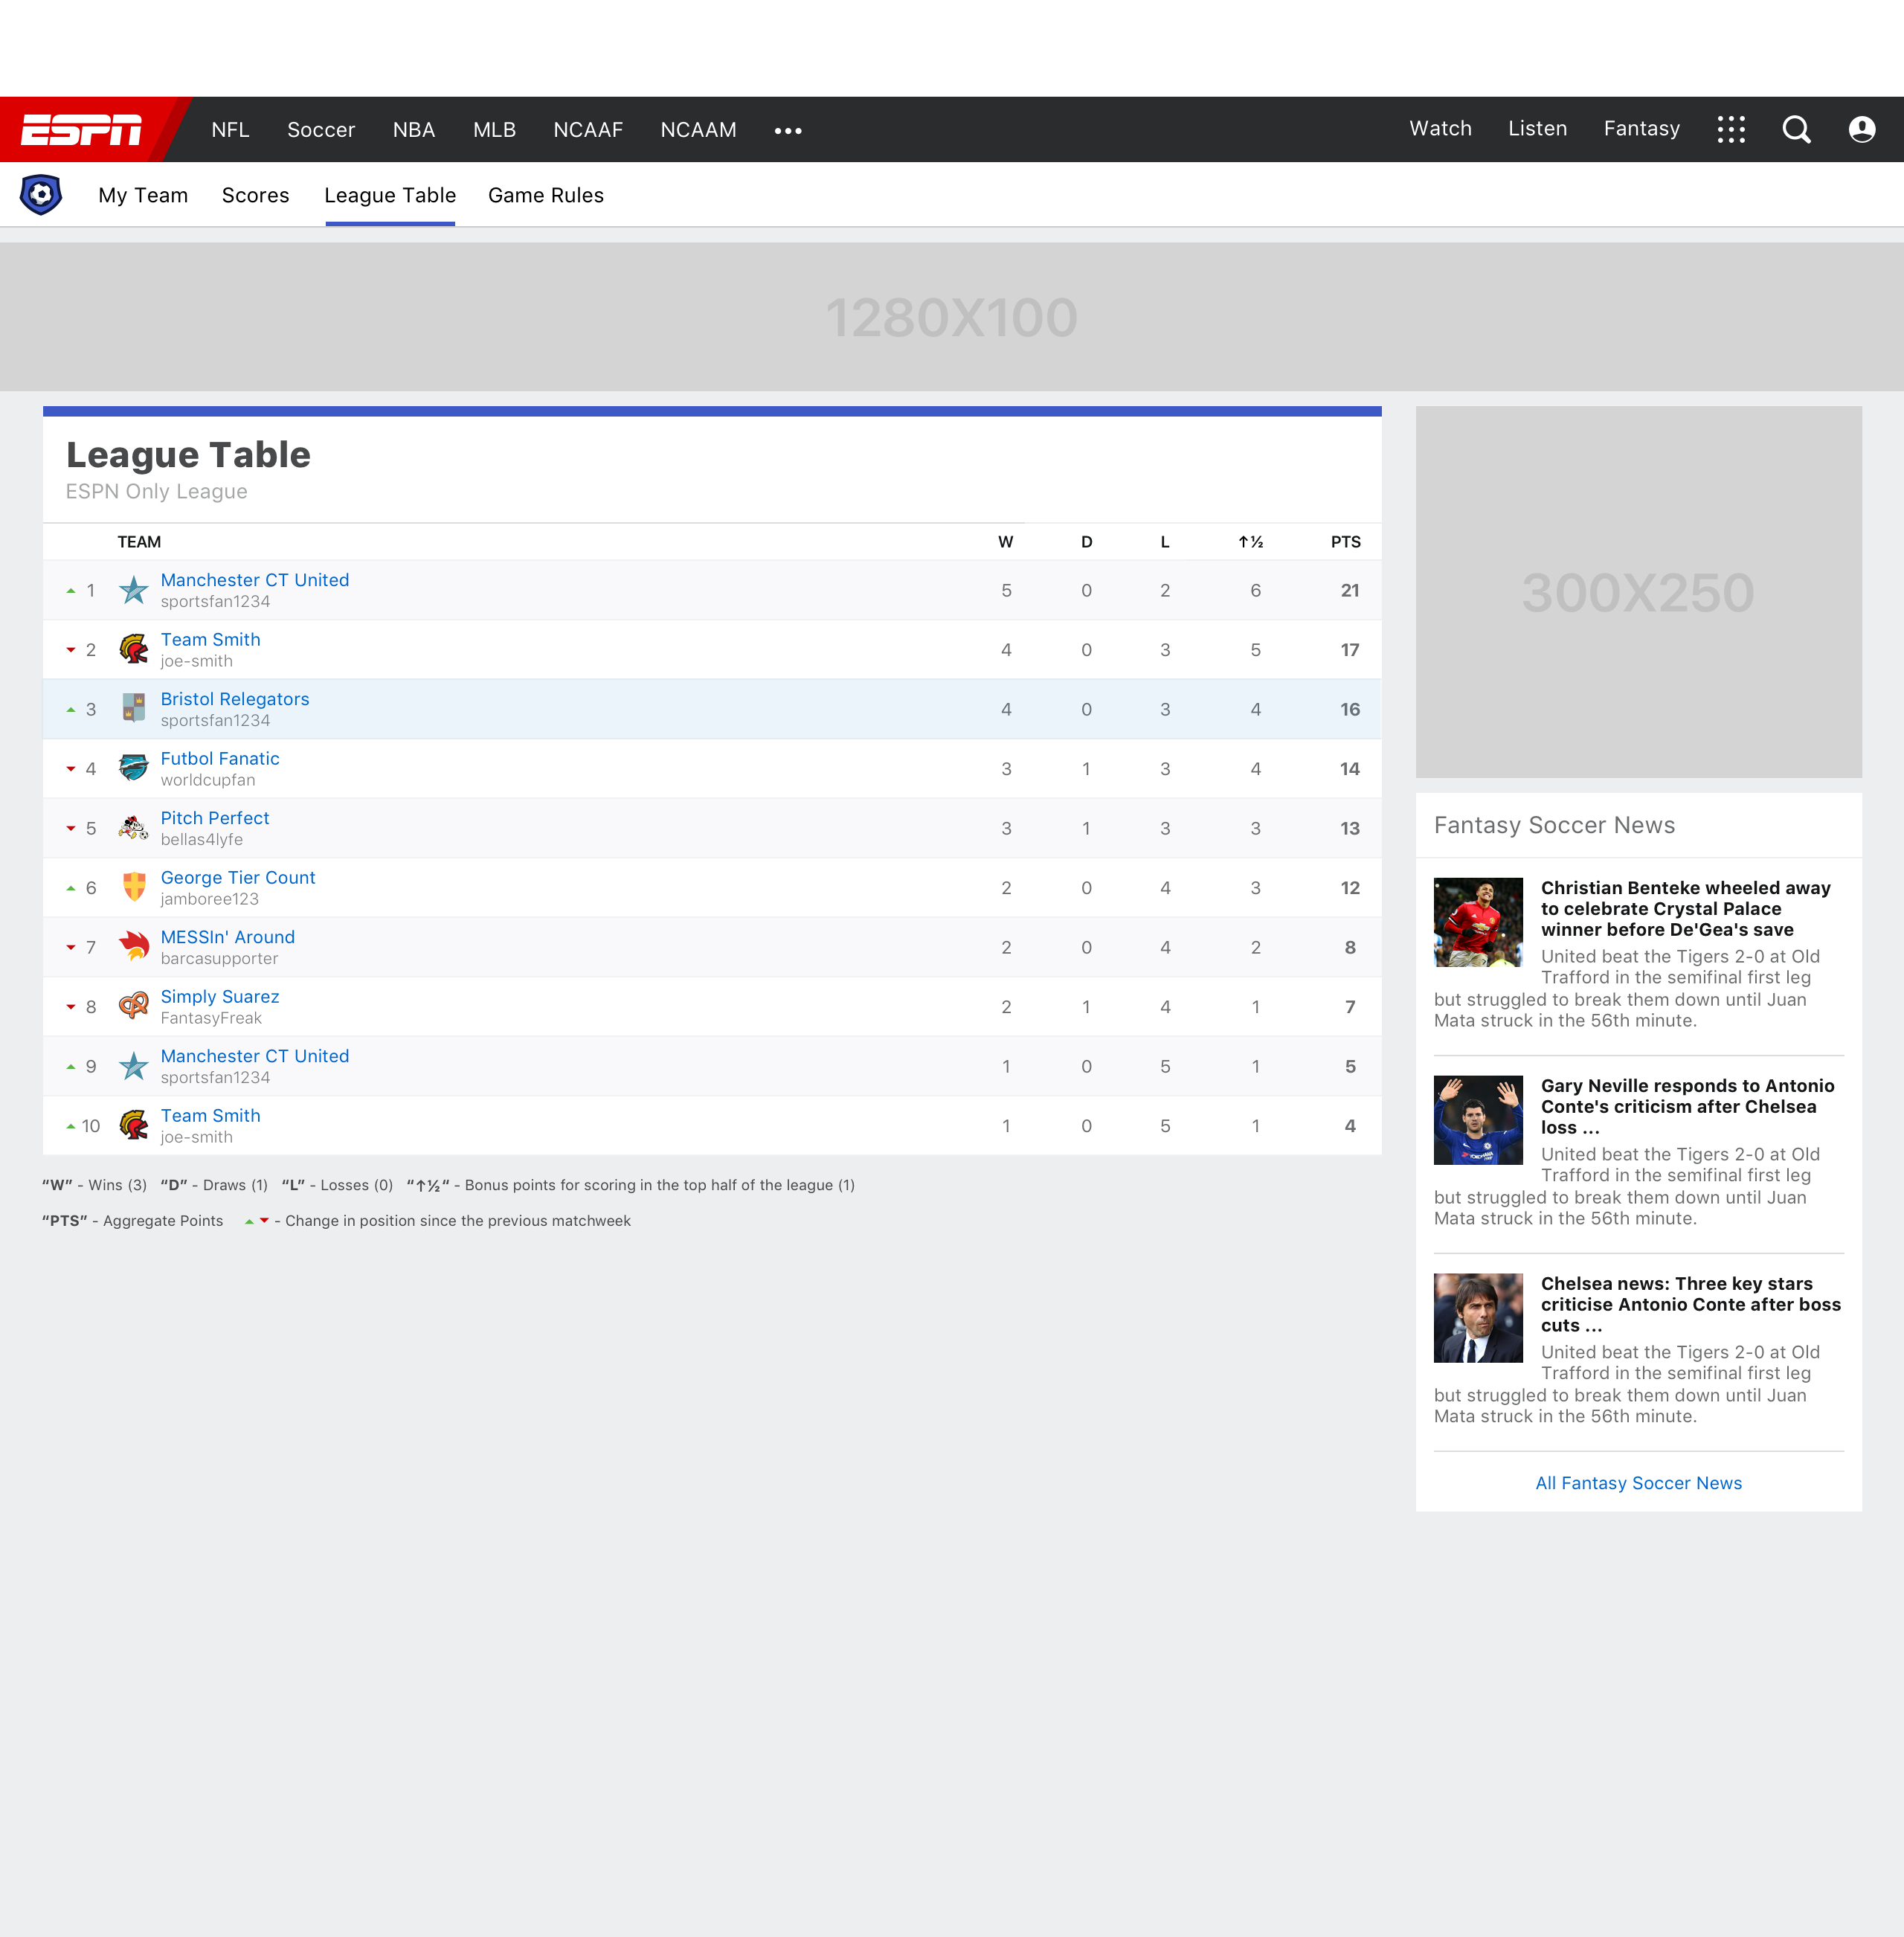 ESPN NFL Soccer NBA MLB NCAAF NCAAM ••• Watch Listen Fantasy
My Team Scores League Table Game Rules
1280X100
League Table
ESPN Only League
TEAM W D L ↑½ PTS
1 Manchester CT United 5 0 2 6 21
sportsfan1234
2 Team Smith 4 0 3 5 17
joe-smith
3 Bristol Relegators 4 0 3 4 16
sportsfan1234
4 Futbol Fanatic 3 1 3 4 14
worldcupfan
5 Pitch Perfect 3 1 3 3 13
bellas4lyfe
6 George Tier Count 2 0 4 3 12
jamboree123
7 MESSIn' Around 2 0 4 2 8
barcasupporter
8 Simply Suarez 2 1 4 1 7
FantasyFreak
9 Manchester CT United 1 0 5 1 5
sportsfan1234
10 Team Smith 1 0 5 1 4
joe-smith
“W” - Wins (3) “D” - Draws (1) “L” - Losses (0) “↑½“ - Bonus points for scoring in the top half of the league (1)
“PTS” - Aggregate Points ▲▼ - Change in position since the previous matchweek
300X250
Fantasy Soccer News
Christian Benteke wheeled away
to celebrate Crystal Palace
winner before De'Gea's save
United beat the Tigers 2-0 at Old
Trafford in the semifinal first leg
but struggled to break them down until Juan
Mata struck in the 56th minute.
Gary Neville responds to Antonio
Conte's criticism after Chelsea
loss ...
United beat the Tigers 2-0 at Old
Trafford in the semifinal first leg
but struggled to break them down until Juan
Mata struck in the 56th minute.
Chelsea news: Three key stars
criticise Antonio Conte after boss
cuts ...
United beat the Tigers 2-0 at Old
Trafford in the semifinal first leg
but struggled to break them down until Juan
Mata struck in the 56th minute.
All Fantasy Soccer News